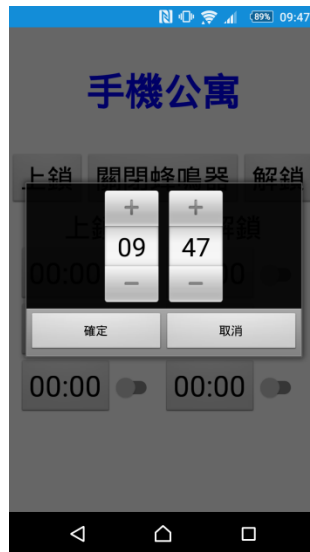 89% 09:47
手機公寓
上鎖 關閉蜂鳴器 解鎖
上鎖 解鎖
+ +
09 47
00:00
− −
確定 取消
00:00 00:00